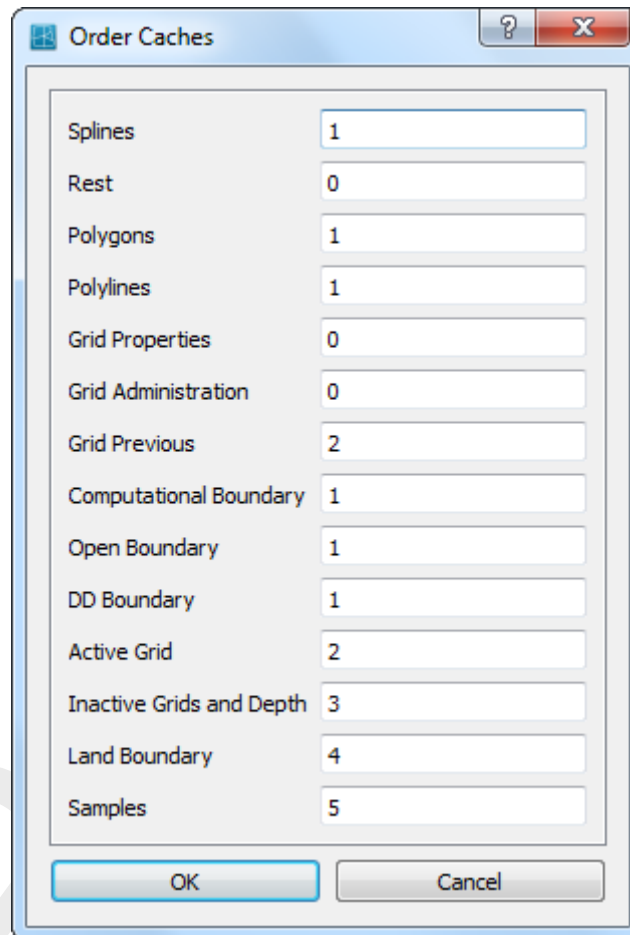 Order Caches
Splines 1
Rest 0
Polygons 1
Polylines 1
Grid Properties 0
Grid Administration 0
Grid Previous 2
Computational Boundary 1
Open Boundary 1
DD Boundary 1
Active Grid 2
Inactive Grids and Depth 3
Land Boundary 4
Samples 5
OK Cancel